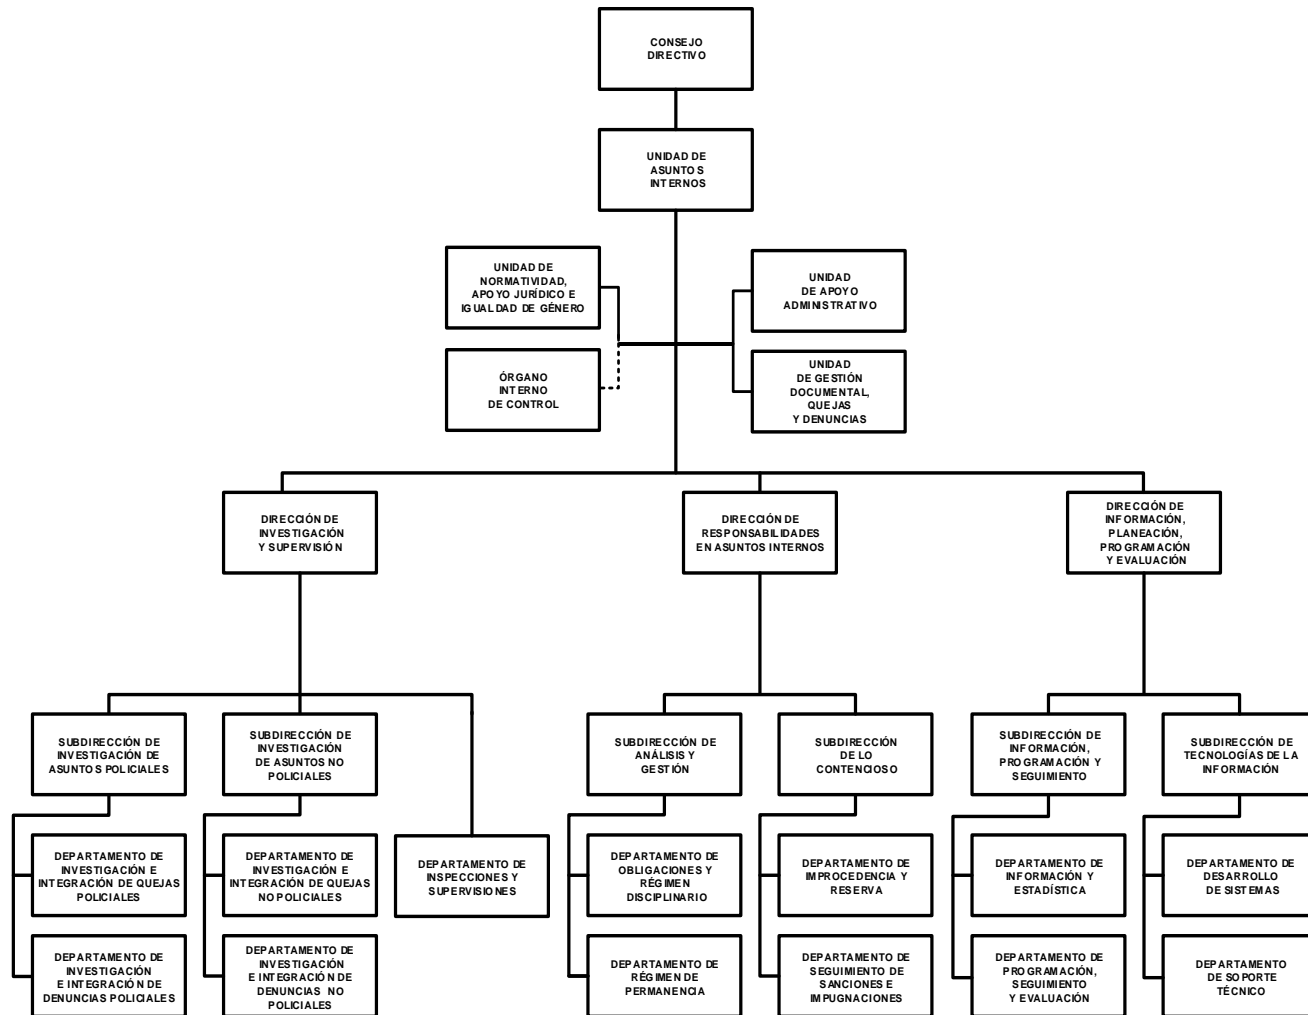 CONSEJO
DIRECTIVO
UNIDAD DE
ASUNTOS
INTERNOS
UNIDAD DE
NORMATIVIDAD,
APOYO JURÍDICO E
IGUALDAD DE GÉNERO
UNIDAD
DE APOYO
ADMINISTRATIVO
ÓRGANO
INTERNO
DE CONTROL
UNIDAD
DE GESTIÓN
DOCUMENTAL,
QUEJAS
Y DENUNCIAS
DIRECCIÓN DE
INVESTIGACIÓN
Y SUPERVISIÓN
DIRECCIÓN DE
RESPONSABILIDADES
EN ASUNTOS INTERNOS
DIRECCIÓN DE
INFORMACIÓN,
PLANEACIÓN,
PROGRAMACIÓN
Y EVALUACIÓN
SUBDIRECCIÓN DE
INVESTIGACIÓN DE
ASUNTOS POLICIALES
SUBDIRECCIÓN DE
INVESTIGACIÓN
DE ASUNTOS NO
POLICIALES
SUBDIRECCIÓN DE
ANÁLISIS Y
GESTIÓN
SUBDIRECCIÓN
DE LO
CONTENCIOSO
SUBDIRECCIÓN DE
INFORMACIÓN,
PROGRAMACIÓN Y
SEGUIMIENTO
SUBDIRECCIÓN DE
TECNOLOGÍAS DE LA
INFORMACIÓN
DEPARTAMENTO DE
INVESTIGACIÓN E
INTEGRACIÓN DE QUEJAS
POLICIALES
DEPARTAMENTO DE
INVESTIGACIÓN E
INTEGRACIÓN DE QUEJAS
NO POLICIALES
DEPARTAMENTO DE
INSPECCIONES Y
SUPERVISIONES
DEPARTAMENTO DE
OBLIGACIONES Y
RÉGIMEN
DISCIPLINARIO
DEPARTAMENTO DE
IMPROCEDENCIA Y
RESERVA
DEPARTAMENTO DE
INFORMACIÓN Y
ESTADÍSTICA
DEPARTAMENTO DE
DESARROLLO
DE SISTEMAS
DEPARTAMENTO DE
INVESTIGACIÓN
E INTEGRACIÓN DE
DENUNCIAS POLICIALES
DEPARTAMENTO DE
INVESTIGACIÓN
E INTEGRACIÓN DE
DENUNCIAS NO
POLICIALES
DEPARTAMENTO DE
RÉGIMEN DE
PERMANENCIA
DEPARTAMENTO DE
SEGUIMIENTO DE
SANCIONES E
IMPUGNACIONES
DEPARTAMENTO DE
PROGRAMACIÓN,
SEGUIMIENTO
Y EVALUACIÓN
DEPARTAMENTO
DE SOPORTE
TÉCNICO